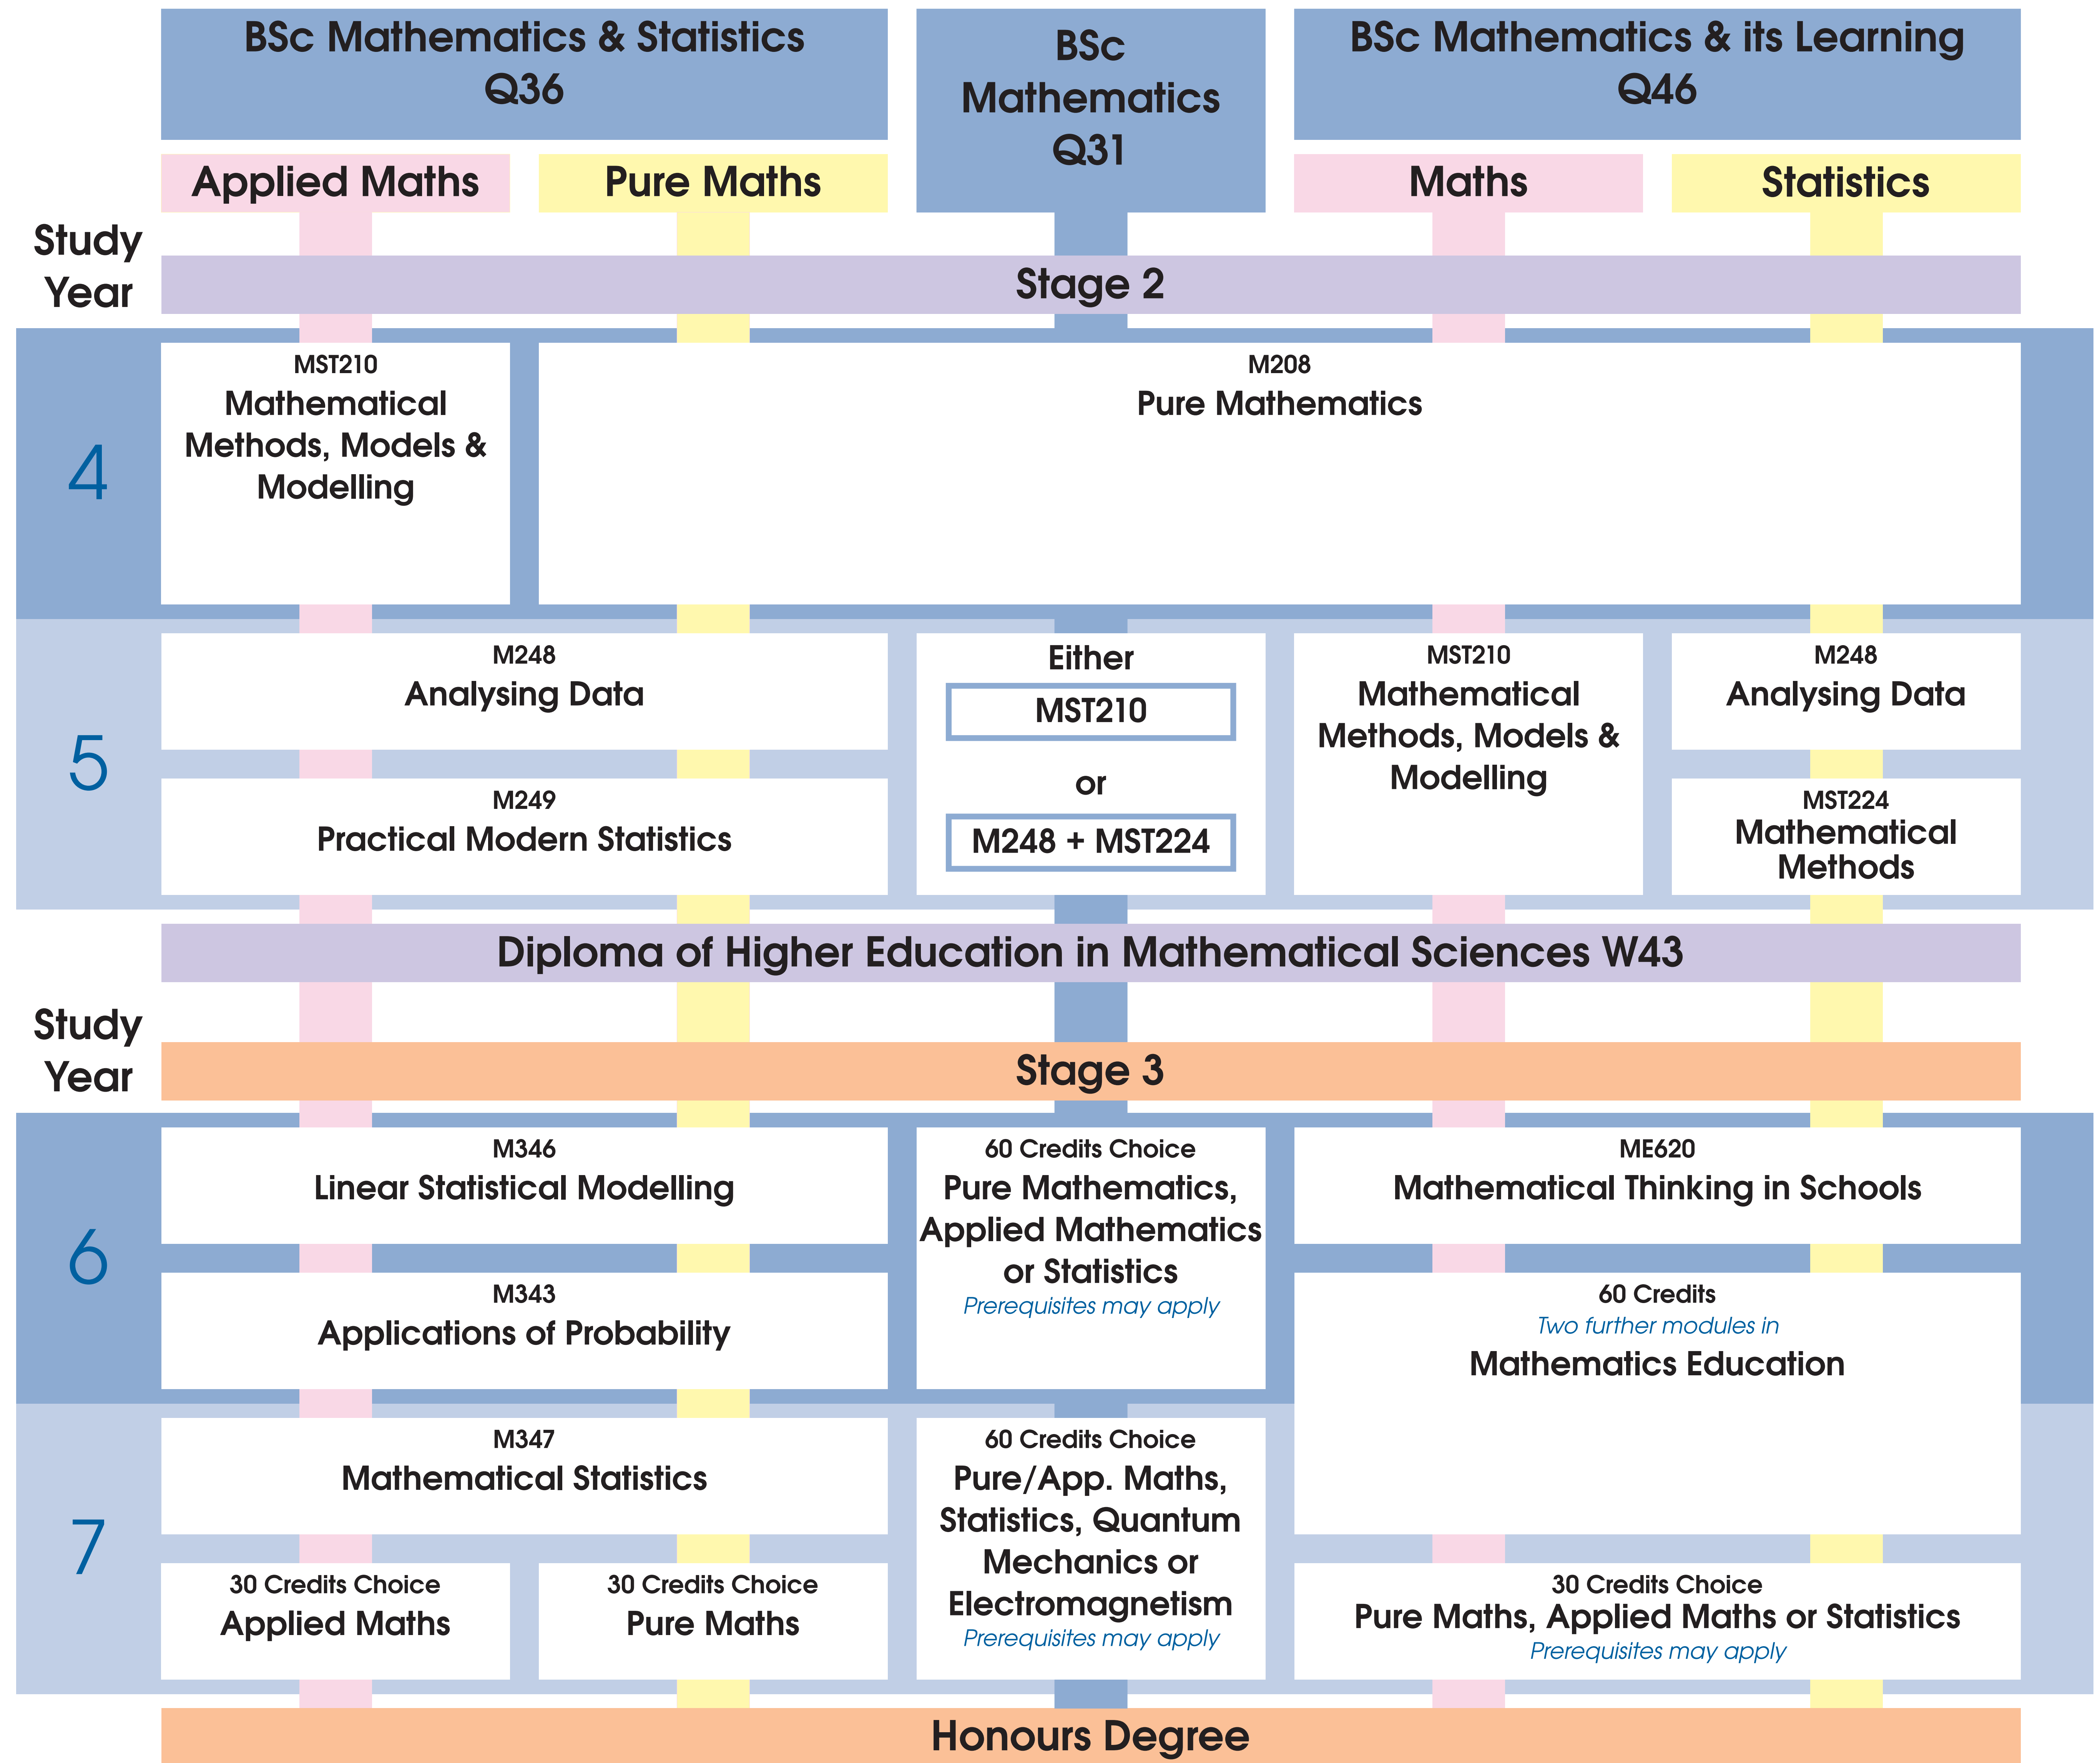 BSc Mathematics & Statistics
Q36
BSc
Mathematics
Q31
BSc Mathematics & its Learning
Q46
Applied Maths
Pure Maths
Maths
Statistics
Study
Year
Stage 2
4
MST210
Mathematical
Methods, Models &
Modelling
M208
Pure Mathematics
5
M248
Analysing Data
M249
Practical Modern Statistics
Either
MST210
or
M248 + MST224
MST210
Mathematical
Methods, Models &
Modelling
M248
Analysing Data
MST224
Mathematical
Methods
Diploma of Higher Education in Mathematical Sciences W43
Study
Year
Stage 3
6
M346
Linear Statistical Modelling
M343
Applications of Probability
60 Credits Choice
Pure Mathematics,
Applied Mathematics
or Statistics
Prerequisites may apply
ME620
Mathematical Thinking in Schools
60 Credits
Two further modules in
Mathematics Education
7
M347
Mathematical Statistics
30 Credits Choice
Applied Maths
30 Credits Choice
Pure Maths
60 Credits Choice
Pure/App. Maths,
Statistics, Quantum
Mechanics or
Electromagnetism
Prerequisites may apply
30 Credits Choice
Pure Maths, Applied Maths or Statistics
Prerequisites may apply
Honours Degree